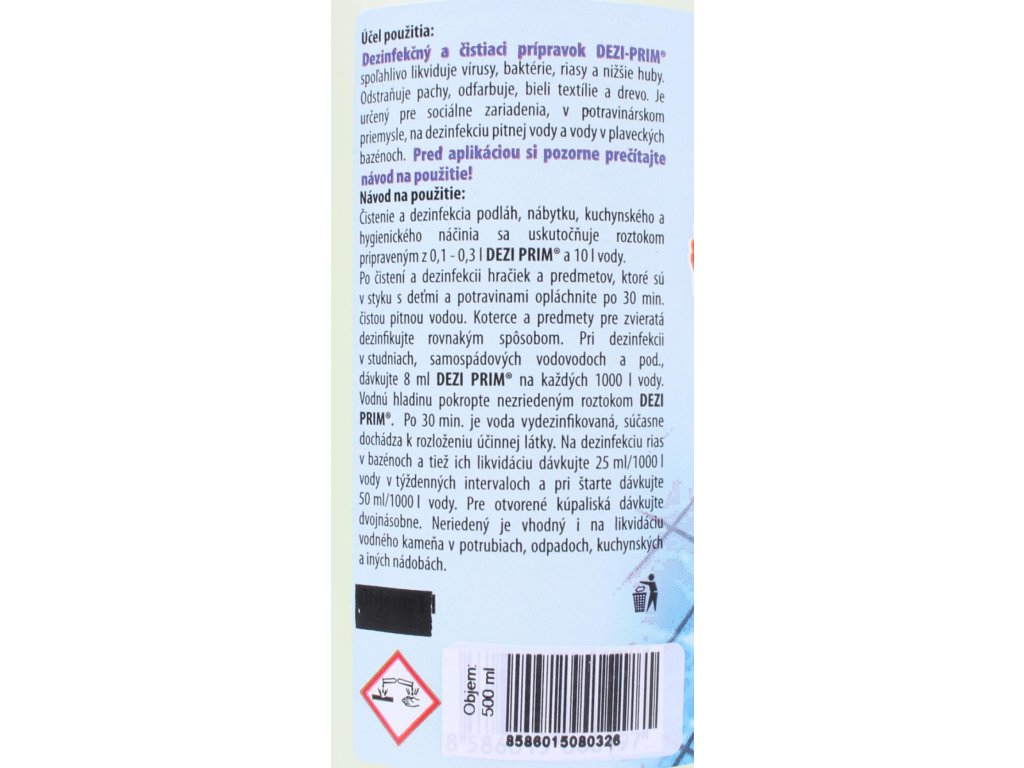 Účel použitia:
Dezinfekčný a čistiaci prípravok DEZI-PRIM®
spoľahlivo likviduje vírusy, baktérie, riasy a nižšie huby.
Odstraňuje pachy, odfarbuje, bieli textílie a drevo. Je
určený pre sociálne zariadenia, v potravinárskom
priemysle, na dezinfekciu pitnej vody a vody v plaveckých
bazénoch. Pred aplikáciou si pozorne prečítajte
návod na použitie!
Návod na použitie:
Čistenie a dezinfekcia podláh, nábytku, kuchynského a
hygienického náčinia sa uskutočňuje roztokom
pripraveným z 0,1 - 0,3 l DEZI PRIM® a 10 l vody.
Po čistení a dezinfekcii hračiek a predmetov, ktoré sú
v styku s deťmi a potravinami opláchnite po 30 min.
čistou pitnou vodou. Koterce a predmety pre zvieratá
dezinfikujte rovnakým spôsobom. Pri dezinfekcii
v studniach, samospádových vodovodoch a pod.,
dávkujte 8 ml DEZI PRIM® na každých 1000 l vody.
Vodnú hladinu pokropte nezriedeným roztokom DEZI
PRIM®. Po 30 min. je voda vydezinfikovaná, súčasne
dochádza k rozloženiu účinnej látky. Na dezinfekciu rias
v bazénoch a tiež ich likvidáciu dávkujte 25 ml/1000 l
vody v týždenných intervaloch a pri štarte dávkujte
50 ml/1000 l vody. Pre otvorené kúpaliská dávkujte
dvojnásobne. Neriedený je vhodný i na likvidáciu
vodného kameňa v potrubiach, odpadoch, kuchynských
a iných nádobách.
Objem:
500 ml
8586015080326